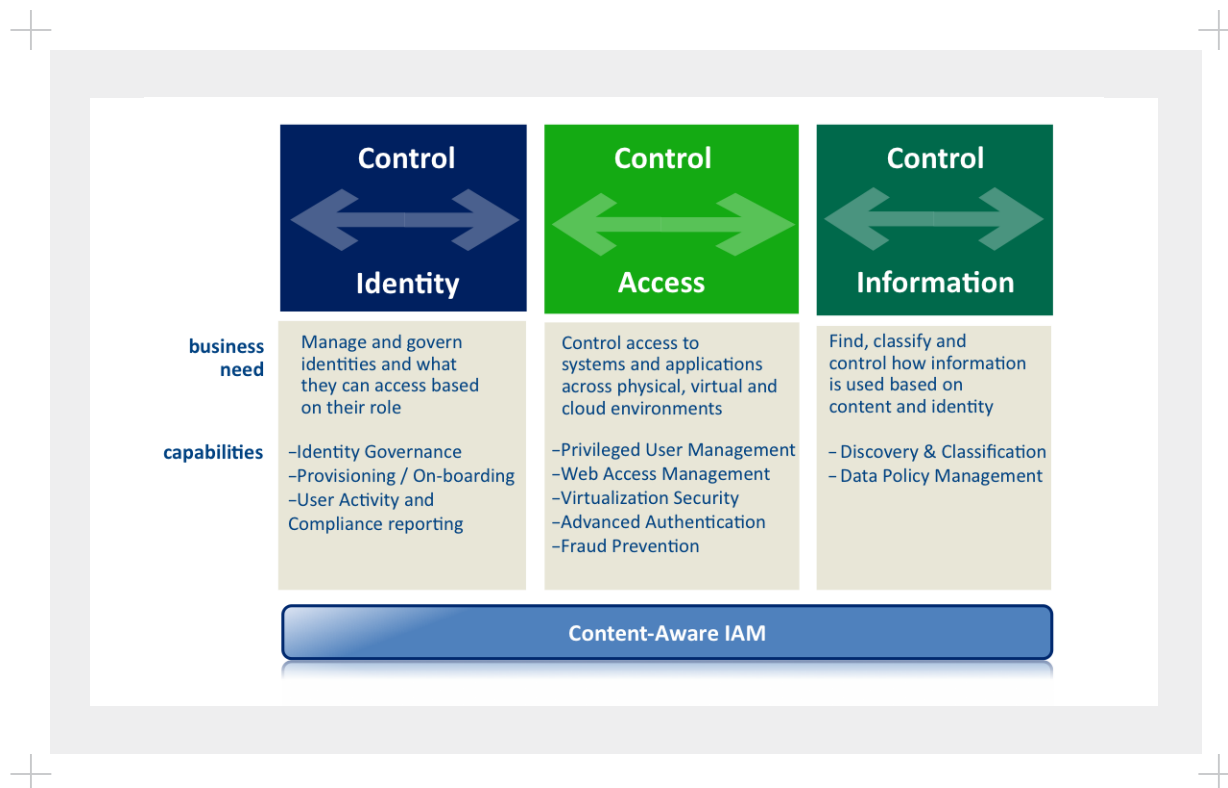 Control
Identity
Control
Access
Control
Information
business
need
Manage and govern
identities and what
they can access based
on their role
Control access to
systems and applications
across physical, virtual and
cloud environments
Find, classify and
control how information
is used based on
content and identity
capabilities
–Identity Governance
–Provisioning / On-boarding
–User Activity and
Compliance reporting
–Privileged User Management
–Web Access Management
–Virtualization Security
–Advanced Authentication
–Fraud Prevention
– Discovery & Classification
– Data Policy Management
Content-Aware IAM